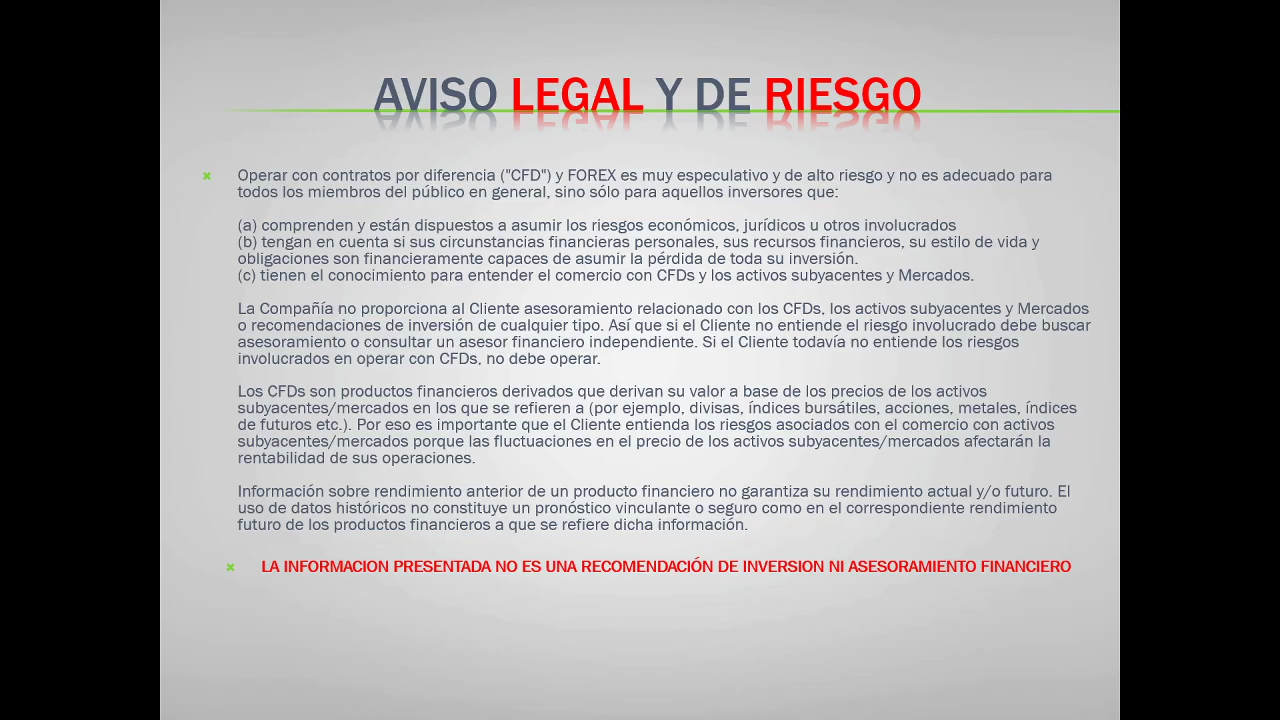 AVISO LEGAL Y DE RIESGO
Operar con contratos por diferencia ("CFD") y FOREX es muy especulativo y de alto riesgo y no es adecuado para
todos los miembros del público en general, sino sólo para aquellos inversores que:
(a) comprenden y están dispuestos a asumir los riesgos económicos, jurídicos u otros involucrados
(b) tengan en cuenta si sus circunstancias financieras personales, sus recursos financieros, su estilo de vida y
obligaciones son financieramente capaces de asumir la pérdida de toda su inversión.
(c) tienen el conocimiento para entender el comercio con CFDs y los activos subyacentes y Mercados.
La Compañía no proporciona al Cliente asesoramiento relacionado con los CFDs, los activos subyacentes y Mercados
o recomendaciones de inversión de cualquier tipo. Así que si el Cliente no entiende el riesgo involucrado debe buscar
asesoramiento o consultar un asesor financiero independiente. Si el Cliente todavía no entiende los riesgos
involucrados en operar con CFDs, no debe operar.
Los CFDs son productos financieros derivados que derivan su valor a base de los precios de los activos
subyacentes/mercados en los que se refieren a (por ejemplo, divisas, índices bursátiles, acciones, metales, índices
de futuros etc.). Por eso es importante que el Cliente entienda los riesgos asociados con el comercio con activos
subyacentes/mercados porque las fluctuaciones en el precio de los activos subyacentes/mercados afectarán la
rentabilidad de sus operaciones.
Información sobre rendimiento anterior de un producto financiero no garantiza su rendimiento actual y/o futuro. El
uso de datos históricos no constituye un pronóstico vinculante o seguro como en el correspondiente rendimiento
futuro de los productos financieros a que se refiere dicha información.
LA INFORMACION PRESENTADA NO ES UNA RECOMENDACIÓN DE INVERSION NI ASESORAMIENTO FINANCIERO